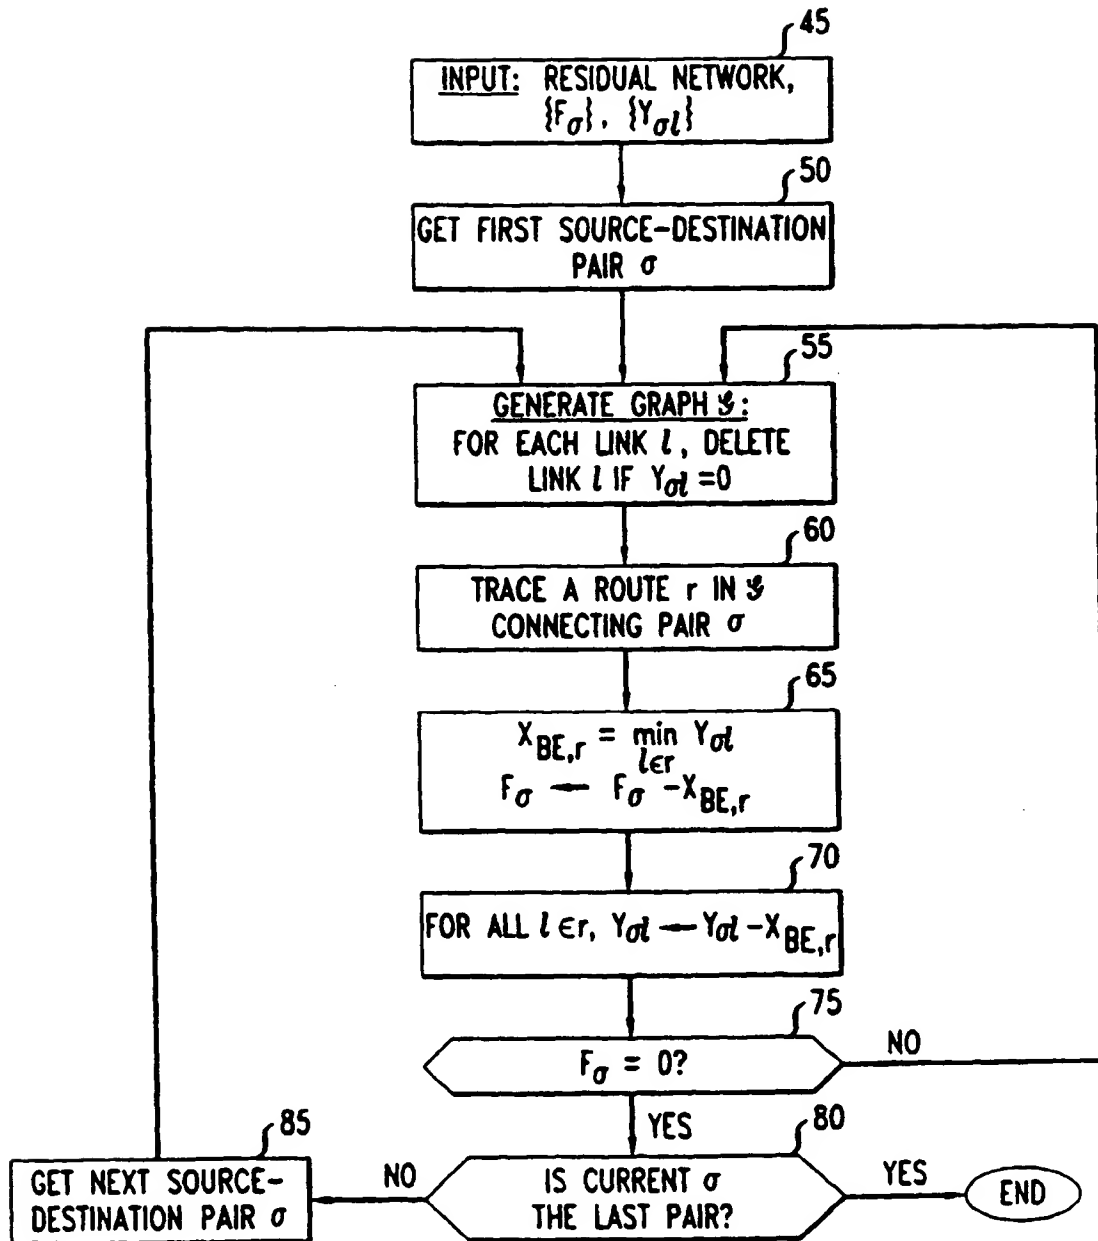 45
INPUT: RESIDUAL NETWORK,
{Fσ}, {Yσl}
50
GET FIRST SOURCE-DESTINATION
PAIR σ
55
GENERATE GRAPH 𝒢:
FOR EACH LINK l, DELETE
LINK l IF Yσl =0
60
TRACE A ROUTE r IN 𝒢
CONNECTING PAIR σ
65
X_BE,r = min Yσl
l∈r
Fσ ← Fσ -X_BE,r
70
FOR ALL l∈r, Yσl ← Yσl-X_BE,r
75
Fσ = 0?
NO
YES
80
IS CURRENT σ
THE LAST PAIR?
YES
END
NO
85
GET NEXT SOURCE-
DESTINATION PAIR σ